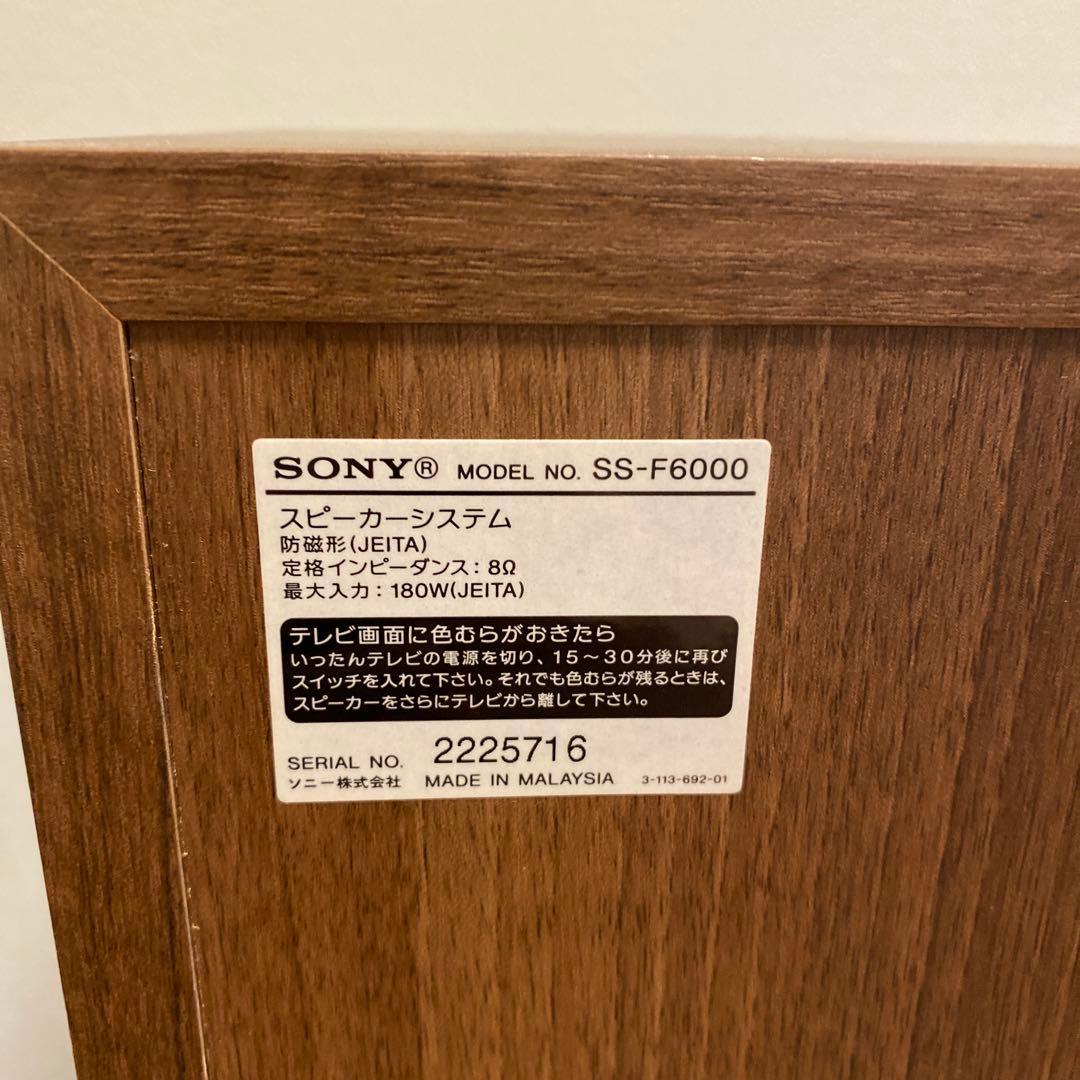 SONY® MODEL NO. SS-F6000
スピーカーシステム
防磁形(JEITA)
定格インピーダンス：8Ω
最大入力：180W(JEITA)
テレビ画面に色むらがおきたら
いったんテレビの電源を切り、15～30分後に再び
スイッチを入れて下さい。それでも色むらが残るときは、
スピーカーをさらにテレビから離して下さい。
SERIAL NO. 2225716
ソニー株式会社 MADE IN MALAYSIA 3-113-692-01